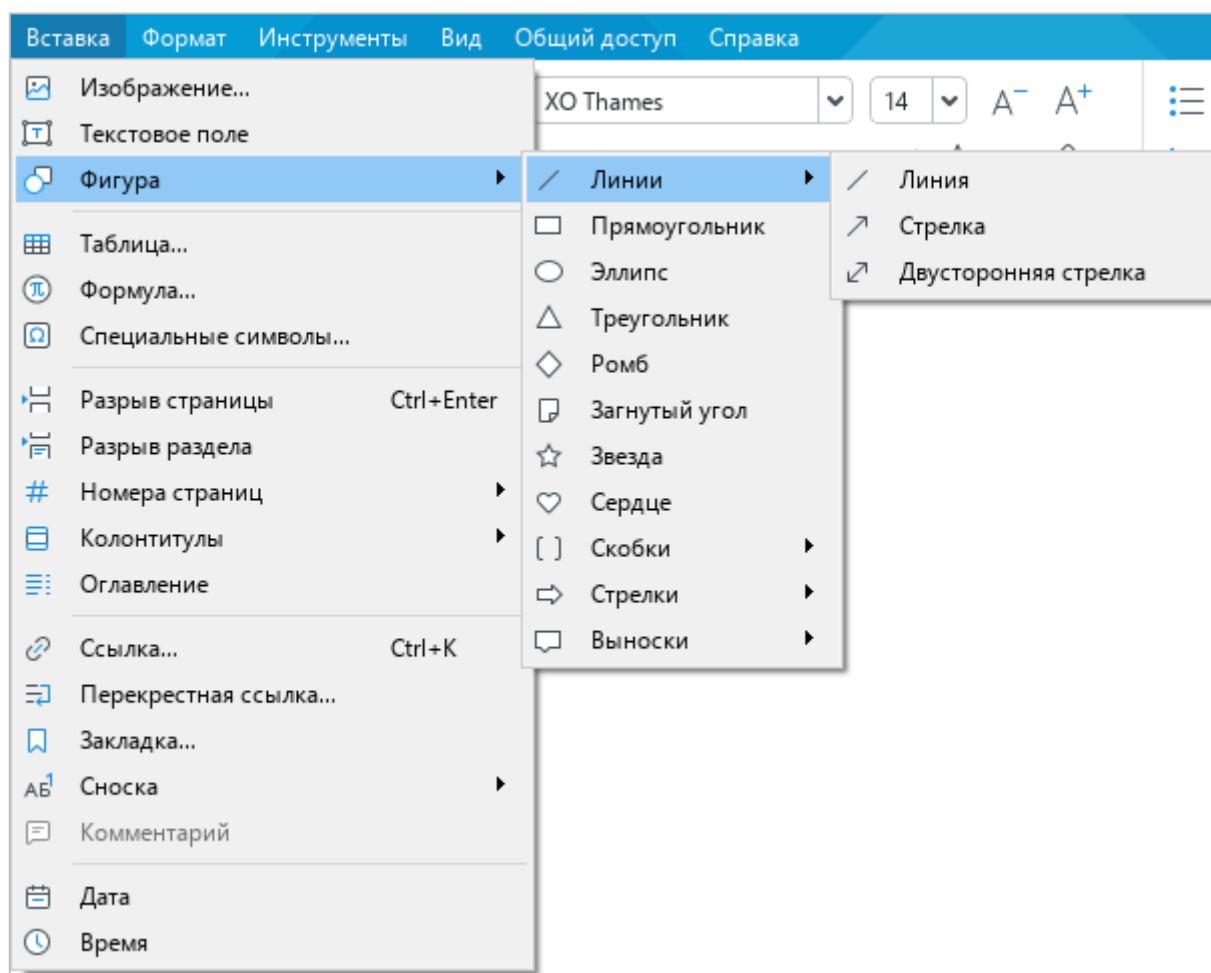 Вставка Формат Инструменты Вид Общий доступ Справка
XO Thames 14 A⁻ A⁺
Изображение...
Текстовое поле
Фигура
Таблица...
Формула...
Специальные символы...
Разрыв страницы Ctrl+Enter
Разрыв раздела
Номера страниц
Колонтитулы
Оглавление
Ссылка... Ctrl+K
Перекрестная ссылка...
Закладка...
АБ¹ Сноска
Комментарий
Дата
Время
Линии
Прямоугольник
Эллипс
Треугольник
Ромб
Загнутый угол
Звезда
Сердце
Скобки
Стрелки
Выноски
Линия
Стрелка
Двусторонняя стрелка